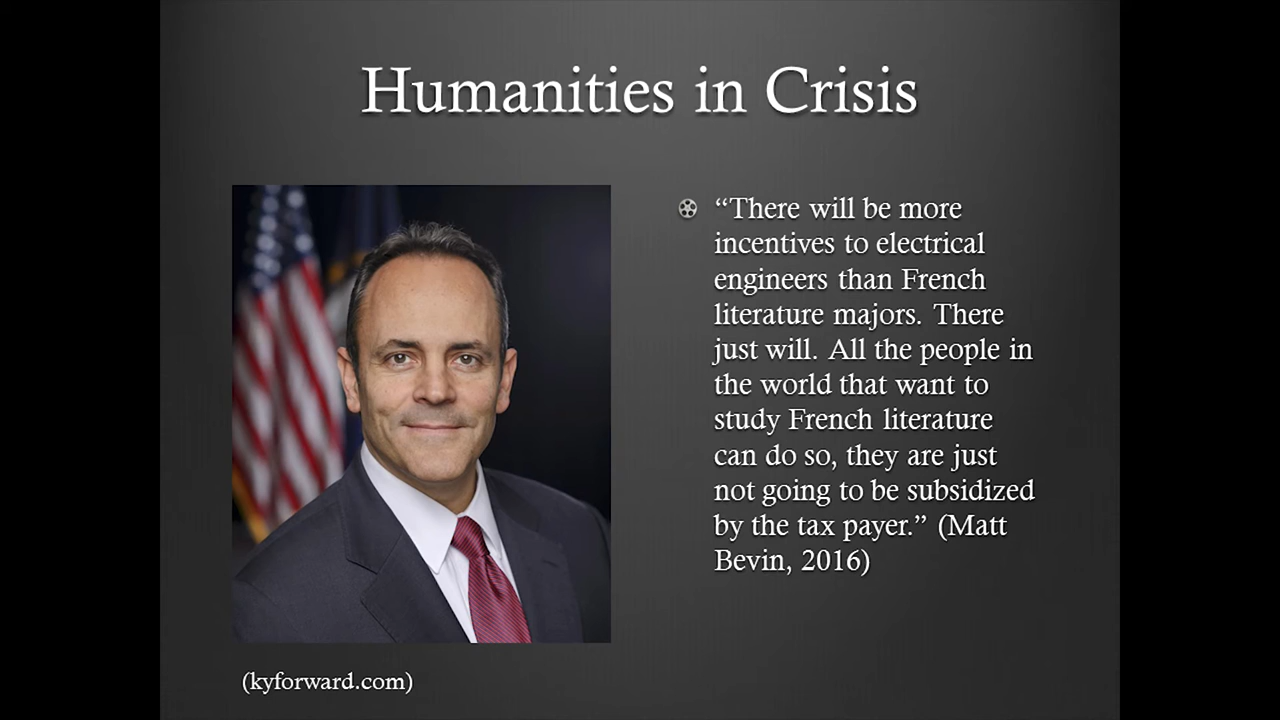 Humanities in Crisis
“There will be more
incentives to electrical
engineers than French
literature majors. There
just will. All the people in
the world that want to
study French literature
can do so, they are just
not going to be subsidized
by the tax payer.” (Matt
Bevin, 2016)
(kyforward.com)